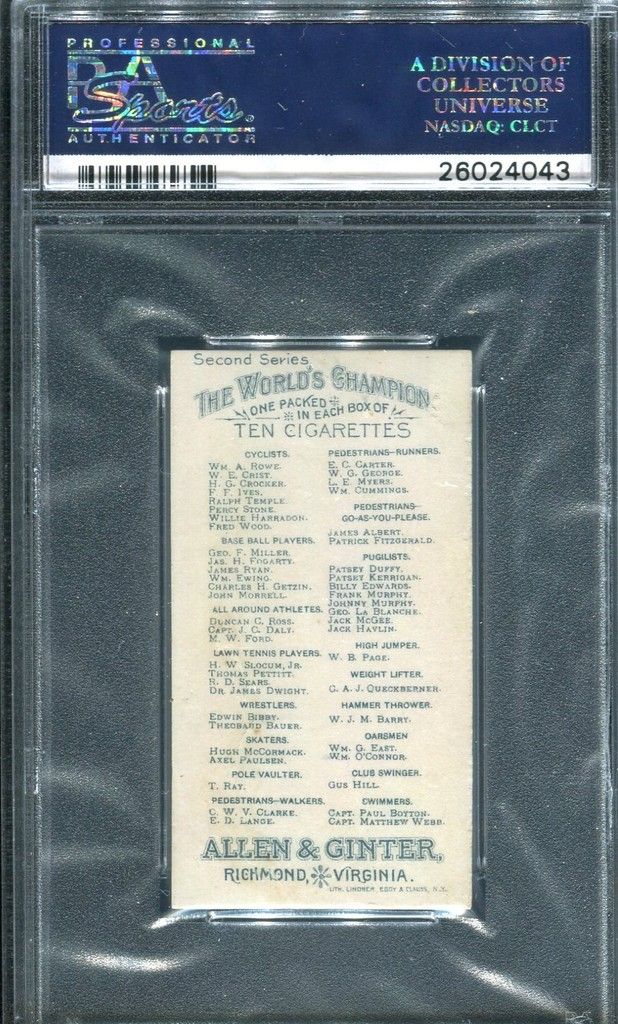 PROFESSIONAL
PSA
Sports.
AUTHENTICATOR
A DIVISION OF
COLLECTORS
UNIVERSE
NASDAQ: CLCT
26024043
Second Series
THE WORLD'S CHAMPION
ONE PACKED
IN EACH BOX OF
TEN CIGARETTES
CYCLISTS.
WM. A. ROWE.
W. E. CRIST.
H. G. CROCKER.
F. F. IVES.
RALPH TEMPLE.
PERCY STONE.
WILLIE HARRADON.
FRED WOOD.
BASE BALL PLAYERS.
GEO. F. MILLER.
JAS. H. FOGARTY.
JAMES RYAN.
WM. EWING.
CHARLES H. GETZIN.
JOHN MORRELL.
ALL AROUND ATHLETES.
DUNCAN C. ROSS.
CAPT. J. C. DALY.
M. W. FORD.
LAWN TENNIS PLAYERS.
H. W. SLOCUM, JR.
THOMAS PETTITT.
R. D. SEARS.
DR. JAMES DWIGHT.
WRESTLERS.
EDWIN BIBBY.
THEOBAUD BAUER.
SKATERS.
HUGH MCCORMACK.
AXEL PAULSEN.
POLE VAULTER.
T. RAY.
PEDESTRIANS-WALKERS.
C. W. V. CLARKE.
E. D. LANGE.
PEDESTRIANS-RUNNERS.
E. C. CARTER.
W. G. GEORGE.
L. E. MYERS.
WM. CUMMINGS.
PEDESTRIANS-
GO-AS-YOU-PLEASE.
JAMES ALBERT.
PATRICK FITZGERALD.
PUGILISTS.
PATSEY DUFFY.
PATSEY KERRIGAN.
BILLY EDWARDS.
FRANK MURPHY.
JOHNNY MURPHY.
GEO. LA BLANCHE.
JACK MCGEE.
JACK HAVLIN.
HIGH JUMPER.
W. B. PAGE.
WEIGHT LIFTER.
C. A. J. QUECKBERNER.
HAMMER THROWER.
W. J. M. BARRY.
OARSMEN
WM. G. EAST.
WM. O'CONNOR.
CLUB SWINGER.
GUS HILL.
SWIMMERS.
CAPT. PAUL BOYTON.
CAPT. MATTHEW WEBB.
ALLEN & GINTER,
RICHMOND, VIRGINIA.
LITH. LINDNER, EDDY & CLAUSS, N.Y.